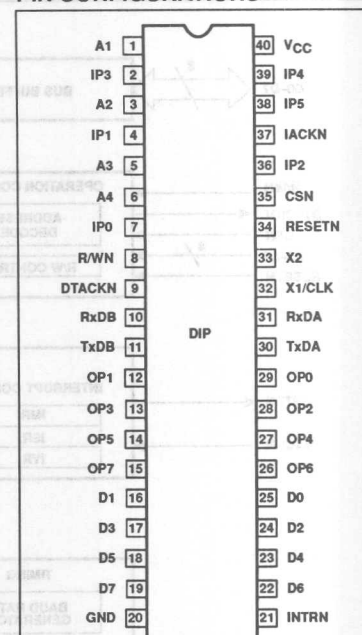 A1 1 40 VCC
IP3 2 39 IP4
A2 3 38 IP5
IP1 4 37 IACKN
A3 5 36 IP2
A4 6 35 CSN
IP0 7 34 RESETN
R/WN 8 33 X2
DTACKN 9 32 X1/CLK
RxDB 10 31 RxDA
DIP
TxDB 11 30 TxDA
OP1 12 29 OP0
OP3 13 28 OP2
OP5 14 27 OP4
OP7 15 26 OP6
D1 16 25 D0
D3 17 24 D2
D5 18 23 D4
D7 19 22 D6
GND 20 21 INTRN